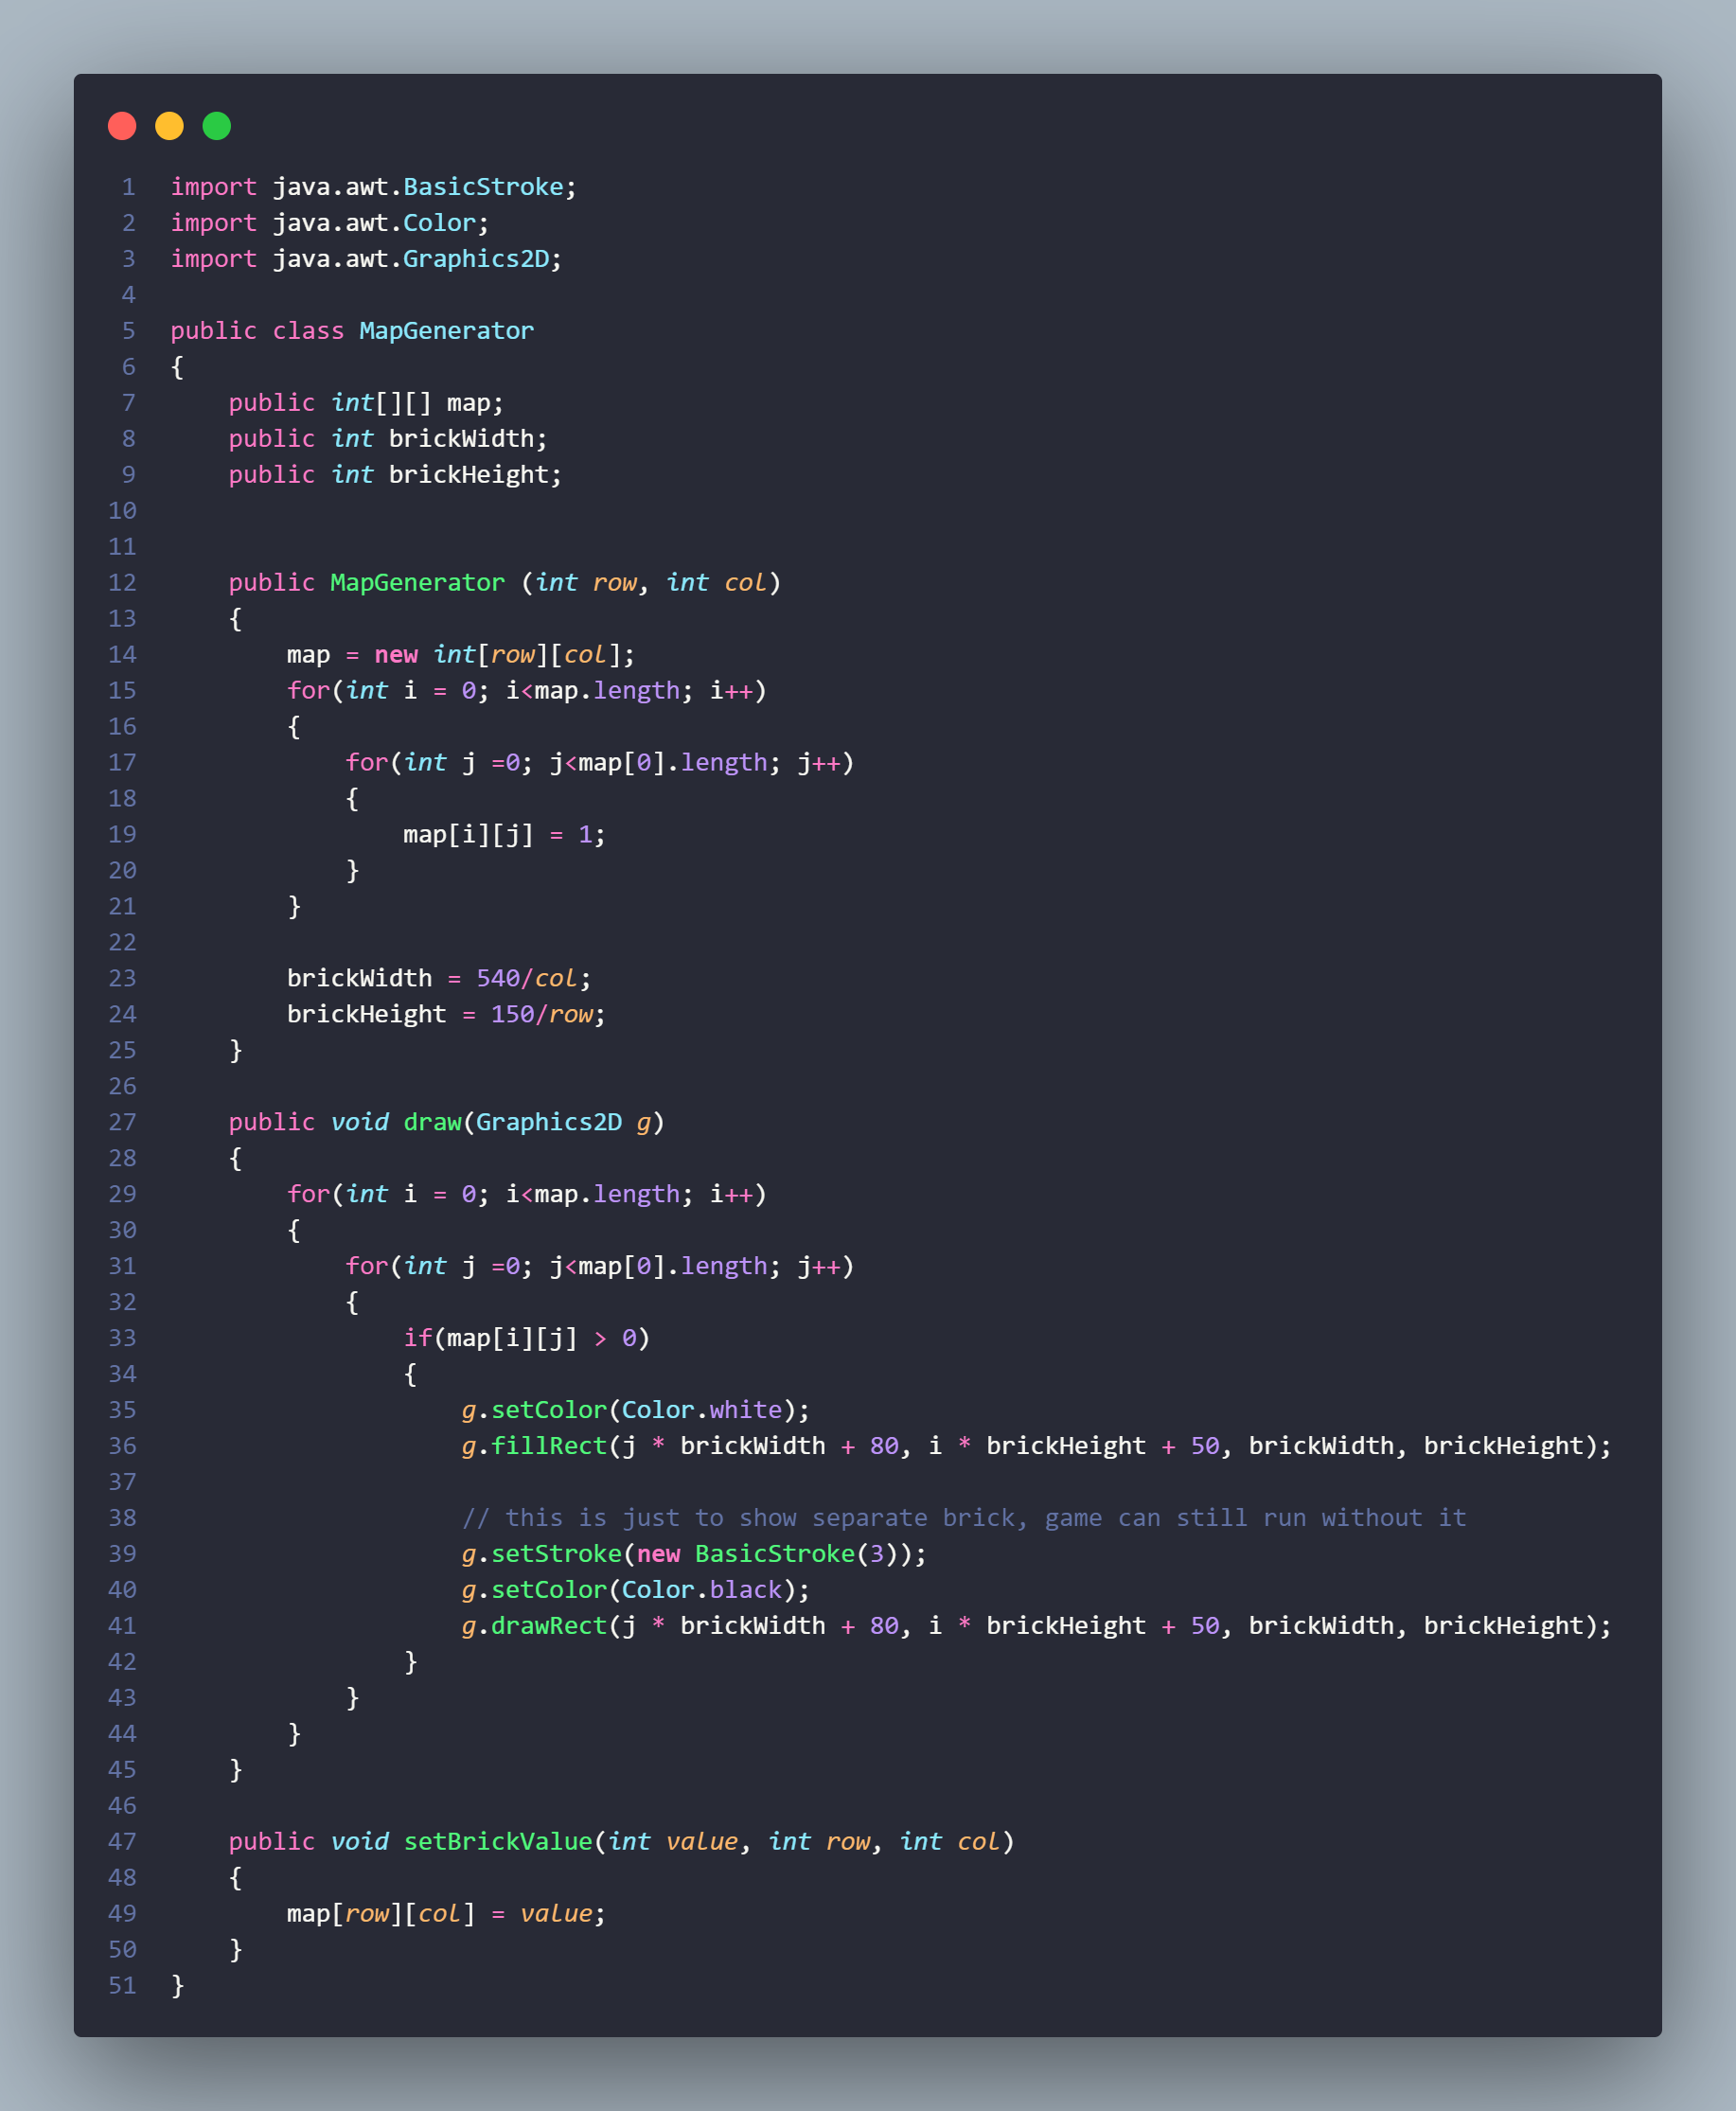 1 import java.awt.BasicStroke;
2 import java.awt.Color;
3 import java.awt.Graphics2D;
4
5 public class MapGenerator
6 {
7     public int[][] map;
8     public int brickWidth;
9     public int brickHeight;
10
11
12     public MapGenerator (int row, int col)
13     {
14         map = new int[row][col];
15         for(int i = 0; i<map.length; i++)
16         {
17             for(int j =0; j<map[0].length; j++)
18             {
19                 map[i][j] = 1;
20             }
21         }
22
23         brickWidth = 540/col;
24         brickHeight = 150/row;
25     }
26
27     public void draw(Graphics2D g)
28     {
29         for(int i = 0; i<map.length; i++)
30         {
31             for(int j =0; j<map[0].length; j++)
32             {
33                 if(map[i][j] > 0)
34                 {
35                     g.setColor(Color.white);
36                     g.fillRect(j * brickWidth + 80, i * brickHeight + 50, brickWidth, brickHeight);
37
38                     // this is just to show separate brick, game can still run without it
39                     g.setStroke(new BasicStroke(3));
40                     g.setColor(Color.black);
41                     g.drawRect(j * brickWidth + 80, i * brickHeight + 50, brickWidth, brickHeight);
42                 }
43             }
44         }
45     }
46
47     public void setBrickValue(int value, int row, int col)
48     {
49         map[row][col] = value;
50     }
51 }